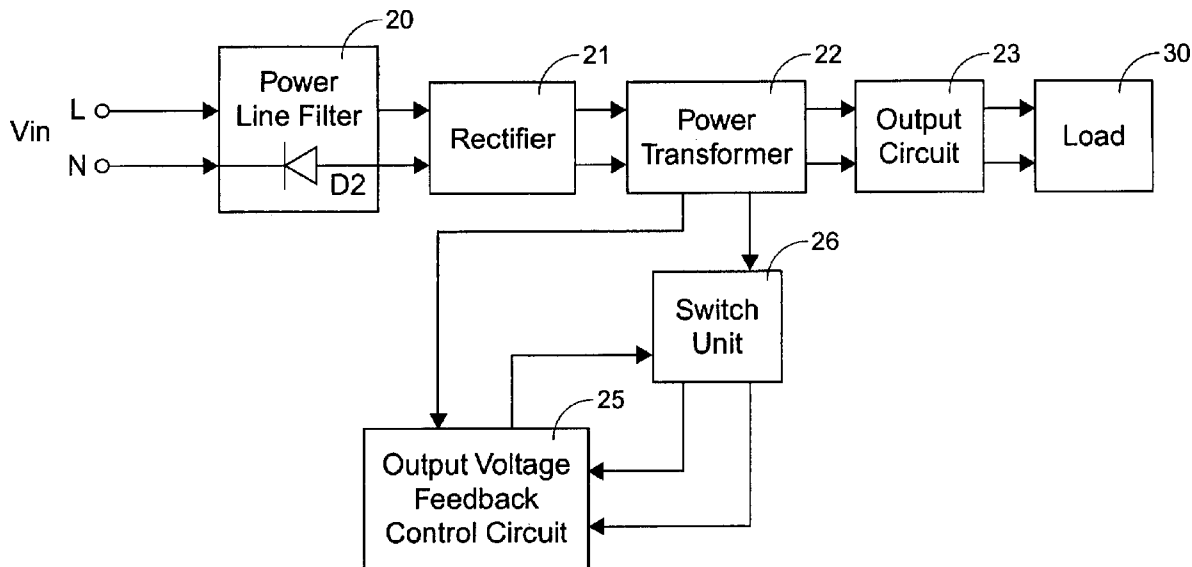 20
21
22
23
30
Vin
L
N
Power
Line Filter
D2
Rectifier
Power
Transformer
Output
Circuit
Load
26
Switch
Unit
25
Output Voltage
Feedback
Control Circuit